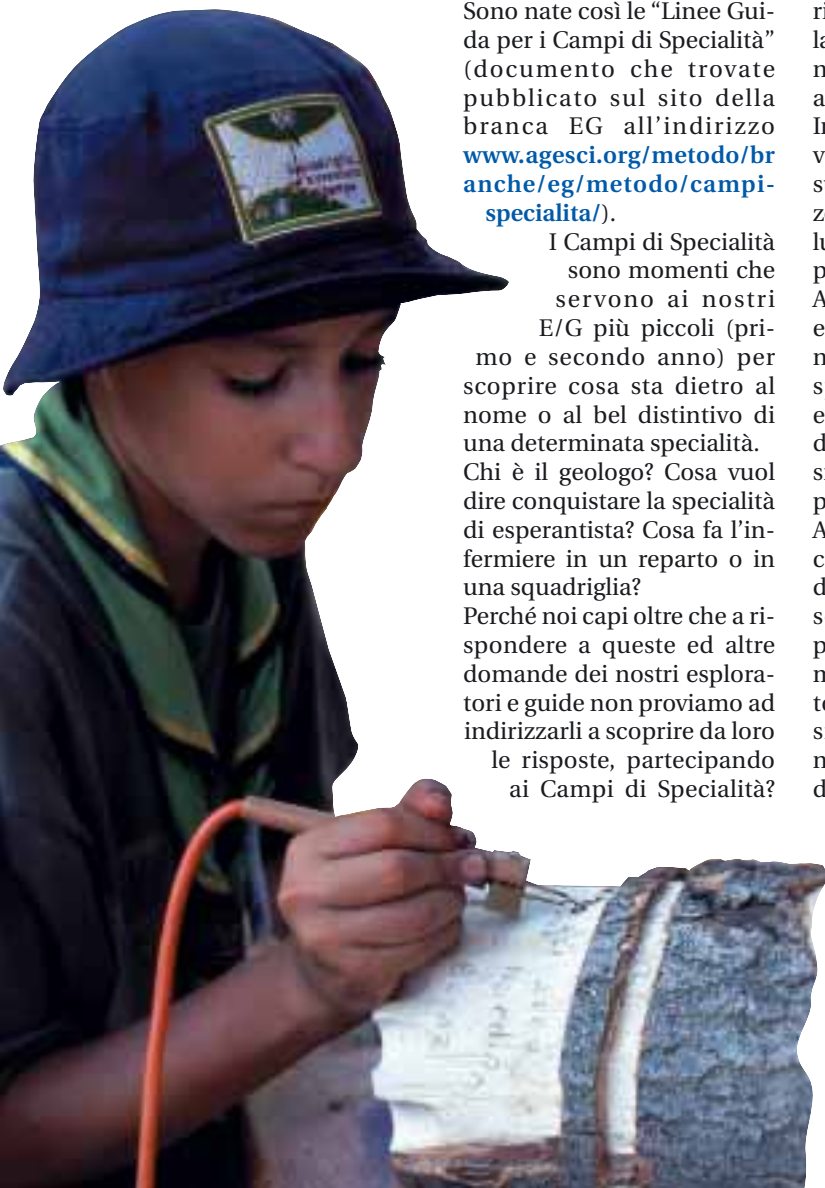 Sono nate così le “Linee Gui-
da per i Campi di Specialità”
(documento che trovate
pubblicato sul sito della
branca EG all'indirizzo
www.agesci.org/metodo/br
anche/eg/metodo/campi-
specialita/).
I Campi di Specialità
sono momenti che
servono ai nostri
E/G più piccoli (pri-
mo e secondo anno) per
scoprire cosa sta dietro al
nome o al bel distintivo di
una determinata specialità.
Chi è il geologo? Cosa vuol
dire conquistare la specialità
di esperantista? Cosa fa l'in-
fermiere in un reparto o in
una squadriglia?
Perché noi capi oltre che a ri-
spondere a queste ed altre
domande dei nostri esplora-
tori e guide non proviamo ad
indirizzarli a scoprire da loro
le risposte, partecipando
ai Campi di Specialità?